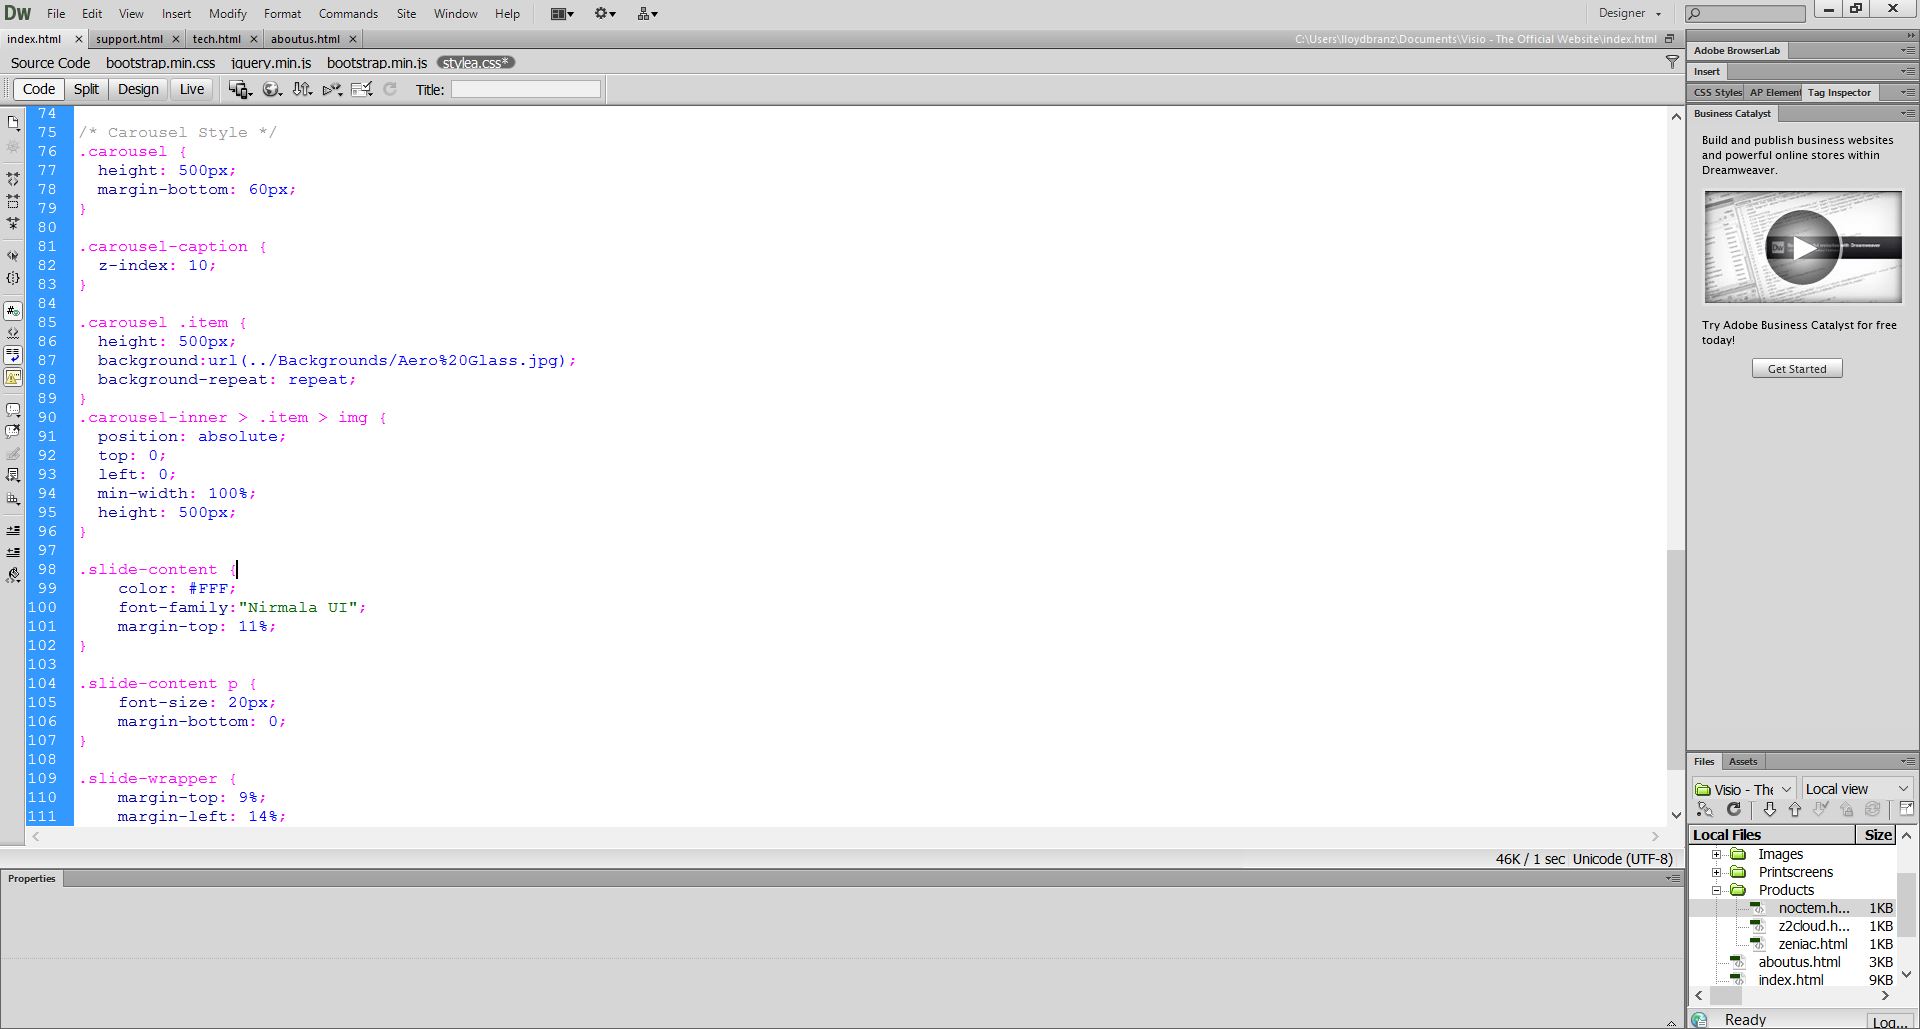 Dw File Edit View Insert Modify Format Commands Site Window Help Designer
index.html support.html tech.html aboutus.html C:\Users\lloydbranz\Documents\Visio - The Official Website\index.html
Source Code bootstrap.min.css jquery.min.js bootstrap.min.js stylea.css*
Code Split Design Live Title:
74
75 /* Carousel Style */
76 .carousel {
77 height: 500px;
78 margin-bottom: 60px;
79 }
80
81 .carousel-caption {
82 z-index: 10;
83 }
84
85 .carousel .item {
86 height: 500px;
87 background:url(../Backgrounds/Aero%20Glass.jpg);
88 background-repeat: repeat;
89 }
90 .carousel-inner > .item > img {
91 position: absolute;
92 top: 0;
93 left: 0;
94 min-width: 100%;
95 height: 500px;
96 }
97
98 .slide-content {
99 color: #FFF;
100 font-family:"Nirmala UI";
101 margin-top: 11%;
102 }
103
104 .slide-content p {
105 font-size: 20px;
106 margin-bottom: 0;
107 }
108
109 .slide-wrapper {
110 margin-top: 9%;
111 margin-left: 14%;
46K / 1 sec Unicode (UTF-8)
Properties
Adobe BrowserLab
Insert
CSS Styles AP Element Tag Inspector
Business Catalyst
Build and publish business websites
and powerful online stores within
Dreamweaver.
Dw
Try Adobe Business Catalyst for free
today!
Get Started
Files Assets
Visio - The Local view
Local Files Size
Images
Printscreens
Products
noctem.h... 1KB
z2cloud.h... 1KB
zeniac.html 1KB
aboutus.html 3KB
index.html 9KB
Ready Log...